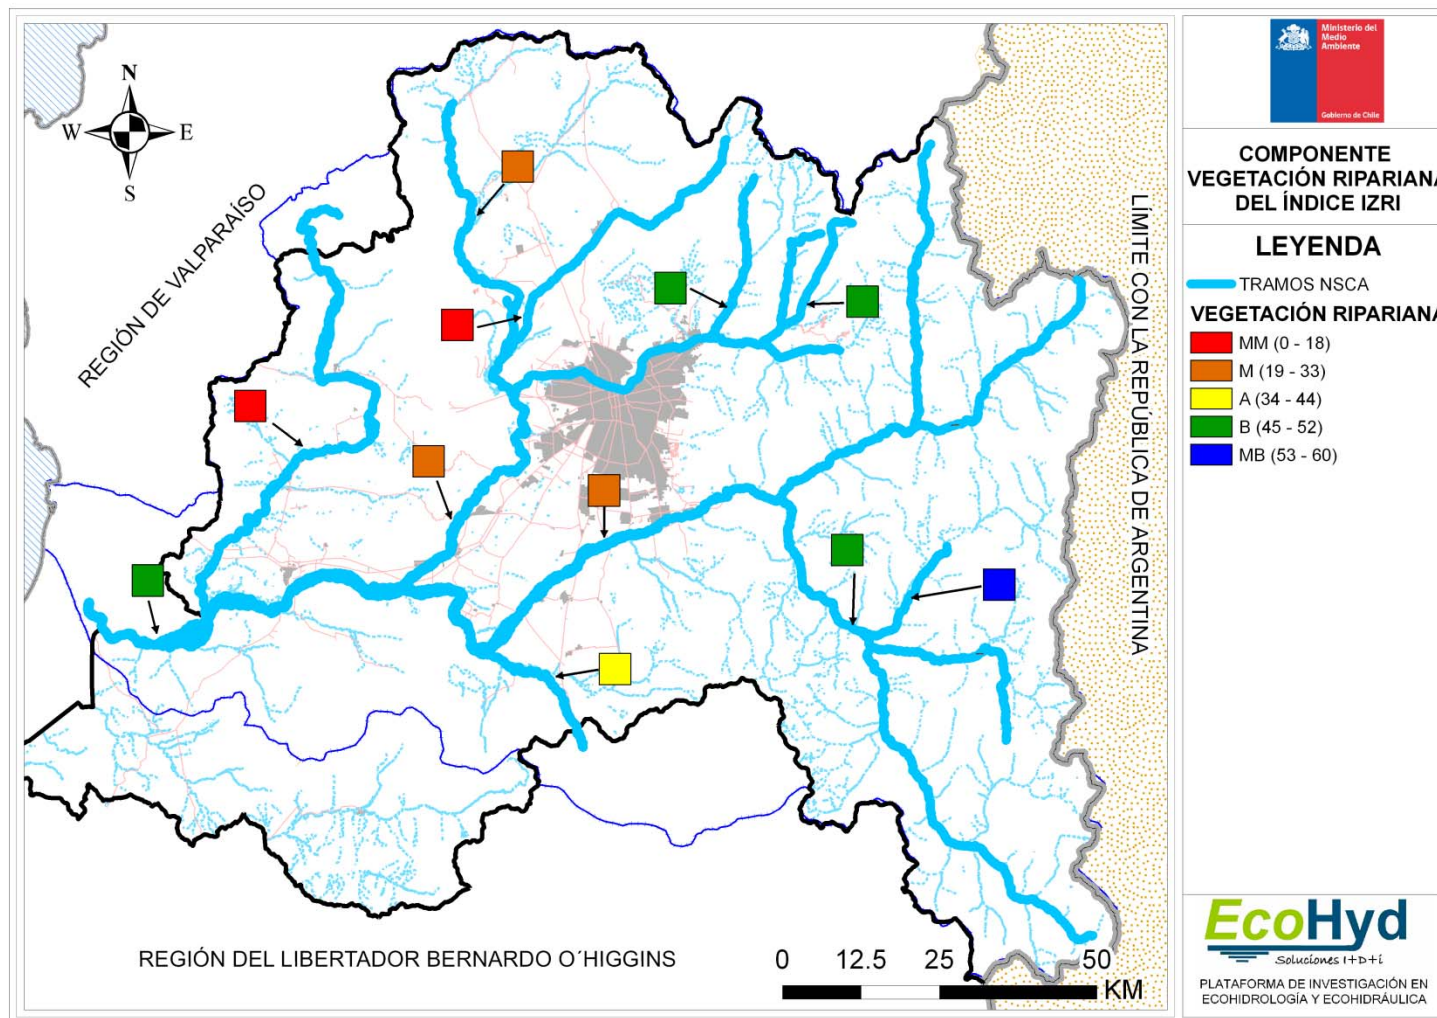 N
W
E
S
REGIÓN DE VALPARAÍSO
LÍMITE CON LA REPÚBLICA DE ARGENTINA
REGIÓN DEL LIBERTADOR BERNARDO O´HIGGINS
0 12.5 25 50
KM
Ministerio del
Medio
Ambiente
Gobierno de Chile
COMPONENTE
VEGETACIÓN RIPARIANA
DEL ÍNDICE IZRI
LEYENDA
TRAMOS NSCA
VEGETACIÓN RIPARIANA
MM (0 - 18)
M (19 - 33)
A (34 - 44)
B (45 - 52)
MB (53 - 60)
EcoHyd
Soluciones I+D+i
PLATAFORMA DE INVESTIGACIÓN EN
ECOHIDROLOGÍA Y ECOHIDRÁULICA